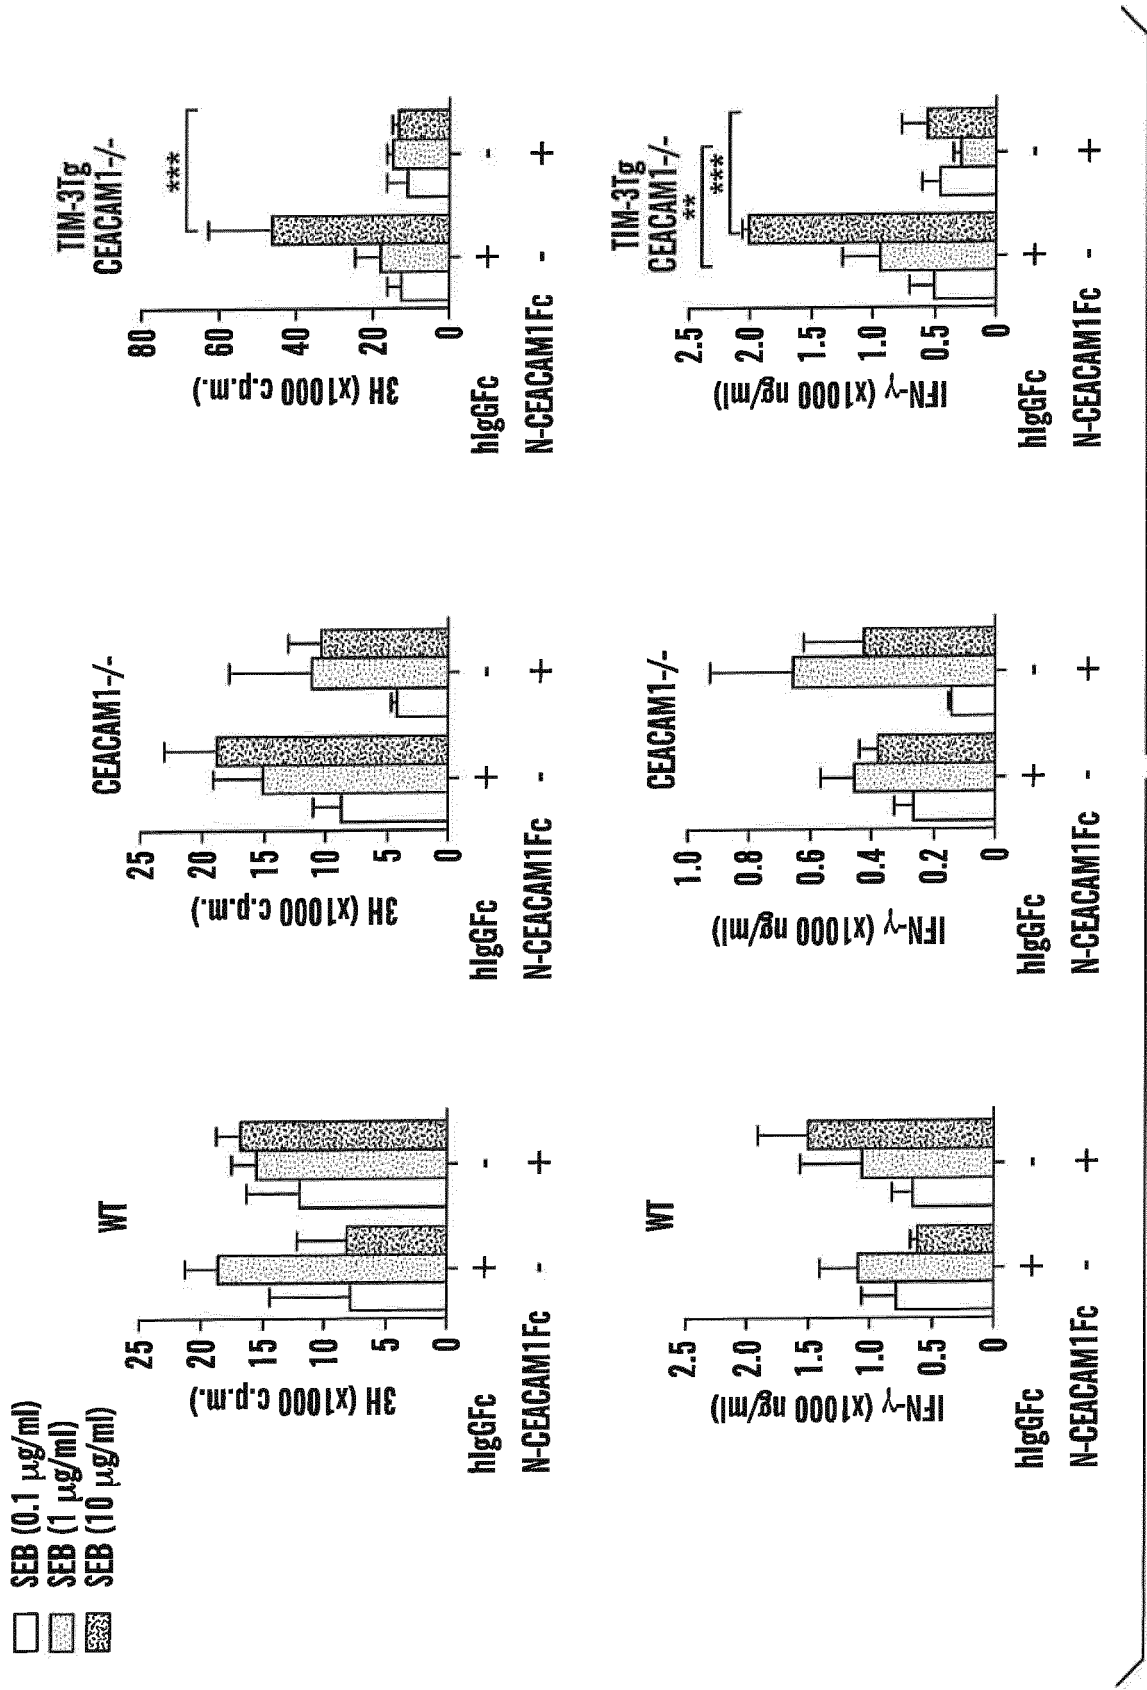 SEB (0.1 μg/ml)
SEB (1 μg/ml)
SEB (10 μg/ml)
WT
3H (x1000 c.p.m.)
25
20
15
10
5
0
hIgGFc + -
N-CEACAM1Fc - +
CEACAM1-/-
3H (x1000 c.p.m.)
25
20
15
10
5
0
hIgGFc + -
N-CEACAM1Fc - +
TIM-3Tg
CEACAM1-/-
***
3H (x1000 c.p.m.)
80
60
40
20
0
hIgGFc + -
N-CEACAM1Fc - +
WT
IFN-γ (x1000 ng/ml)
2.5
2.0
1.5
1.0
0.5
0
hIgGFc + -
N-CEACAM1Fc - +
CEACAM1-/-
IFN-γ (x1000 ng/ml)
1.0
0.8
0.6
0.4
0.2
0
hIgGFc + -
N-CEACAM1Fc - +
TIM-3Tg
CEACAM1-/-
**
***
IFN-γ (x1000 ng/ml)
2.5
2.0
1.5
1.0
0.5
0
hIgGFc + -
N-CEACAM1Fc - +